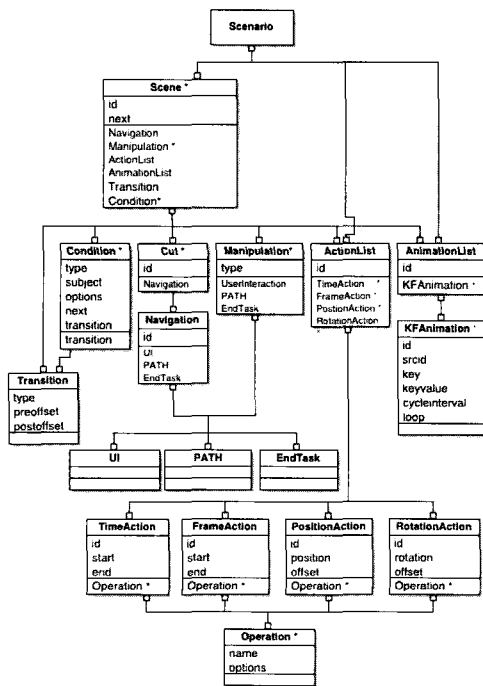 Scenario
Scene *
id
next
Navigation
Manipulation *
ActionList
AnimationList
Transition
Condition*
Condition *
type
subject
options
next
transition
transition
Cut *
id
Navigation
Manipulation*
type
UserInteraction
PATH
EndTask
ActionList
id
TimeAction *
FrameAction *
PostionAction *
RotationAction
AnimationList
id
KFAnimation *
Navigation
id
UI
PATH
EndTask
KFAnimation *
id
srcid
key
keyvalue
cycleinterval
loop
Transition
type
preoffset
postoffset
UI
PATH
EndTask
TimeAction
id
start
end
Operation *
FrameAction
id
start
end
Operation *
PositionAction
id
position
offset
Operation *
RotationAction
id
rotation
offset
Operation *
Operation *
name
options